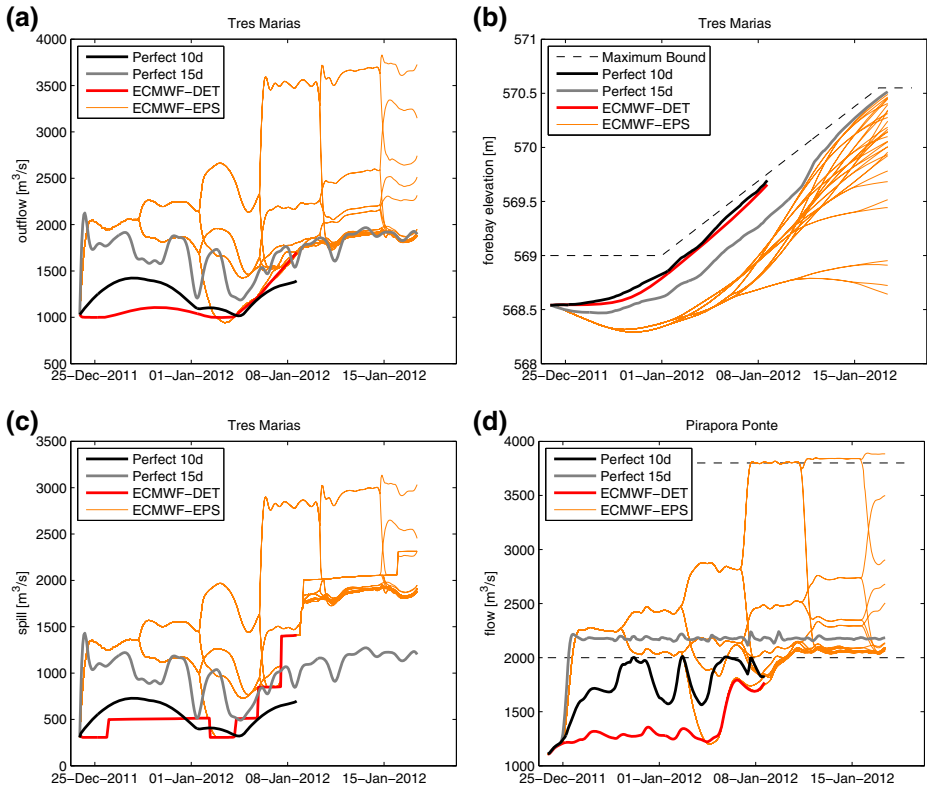 (a)
Tres Marias
outflow [m³/s]
4000
3500
3000
2500
2000
1500
1000
500
25−Dec−2011
01−Jan−2012
08−Jan−2012
15−Jan−2012
Perfect 10d
Perfect 15d
ECMWF−DET
ECMWF−EPS
(b)
Tres Marias
forebay elevation [m]
571
570.5
570
569.5
569
568.5
568
25−Dec−2011
01−Jan−2012
08−Jan−2012
15−Jan−2012
Maximum Bound
Perfect 10d
Perfect 15d
ECMWF−DET
ECMWF−EPS
(c)
Tres Marias
spill [m³/s]
3500
3000
2500
2000
1500
1000
500
0
25−Dec−2011
01−Jan−2012
08−Jan−2012
15−Jan−2012
Perfect 10d
Perfect 15d
ECMWF−DET
ECMWF−EPS
(d)
Pirapora Ponte
flow [m³/s]
4000
3500
3000
2500
2000
1500
1000
25−Dec−2011
01−Jan−2012
08−Jan−2012
15−Jan−2012
Perfect 10d
Perfect 15d
ECMWF−DET
ECMWF−EPS